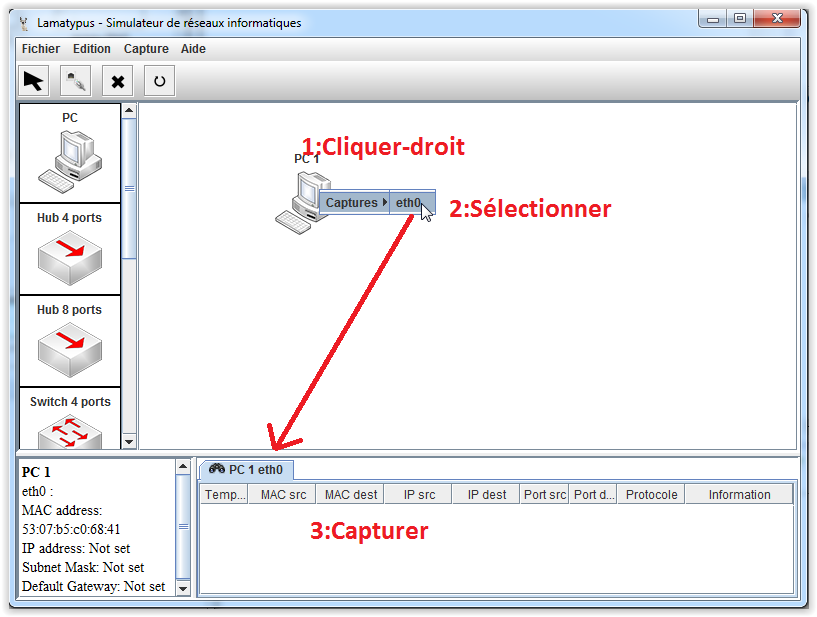 Lamatypus - Simulateur de réseaux informatiques
Fichier Edition Capture Aide
PC
Hub 4 ports
Hub 8 ports
Switch 4 ports
1:Cliquer-droit
PC 1
Captures eth0
2:Sélectionner
PC 1
eth0 :
MAC address:
53:07:b5:c0:68:41
IP address: Not set
Subnet Mask: Not set
Default Gateway: Not set
PC 1 eth0
Temp... MAC src MAC dest IP src IP dest Port src Port d... Protocole Information
3:Capturer